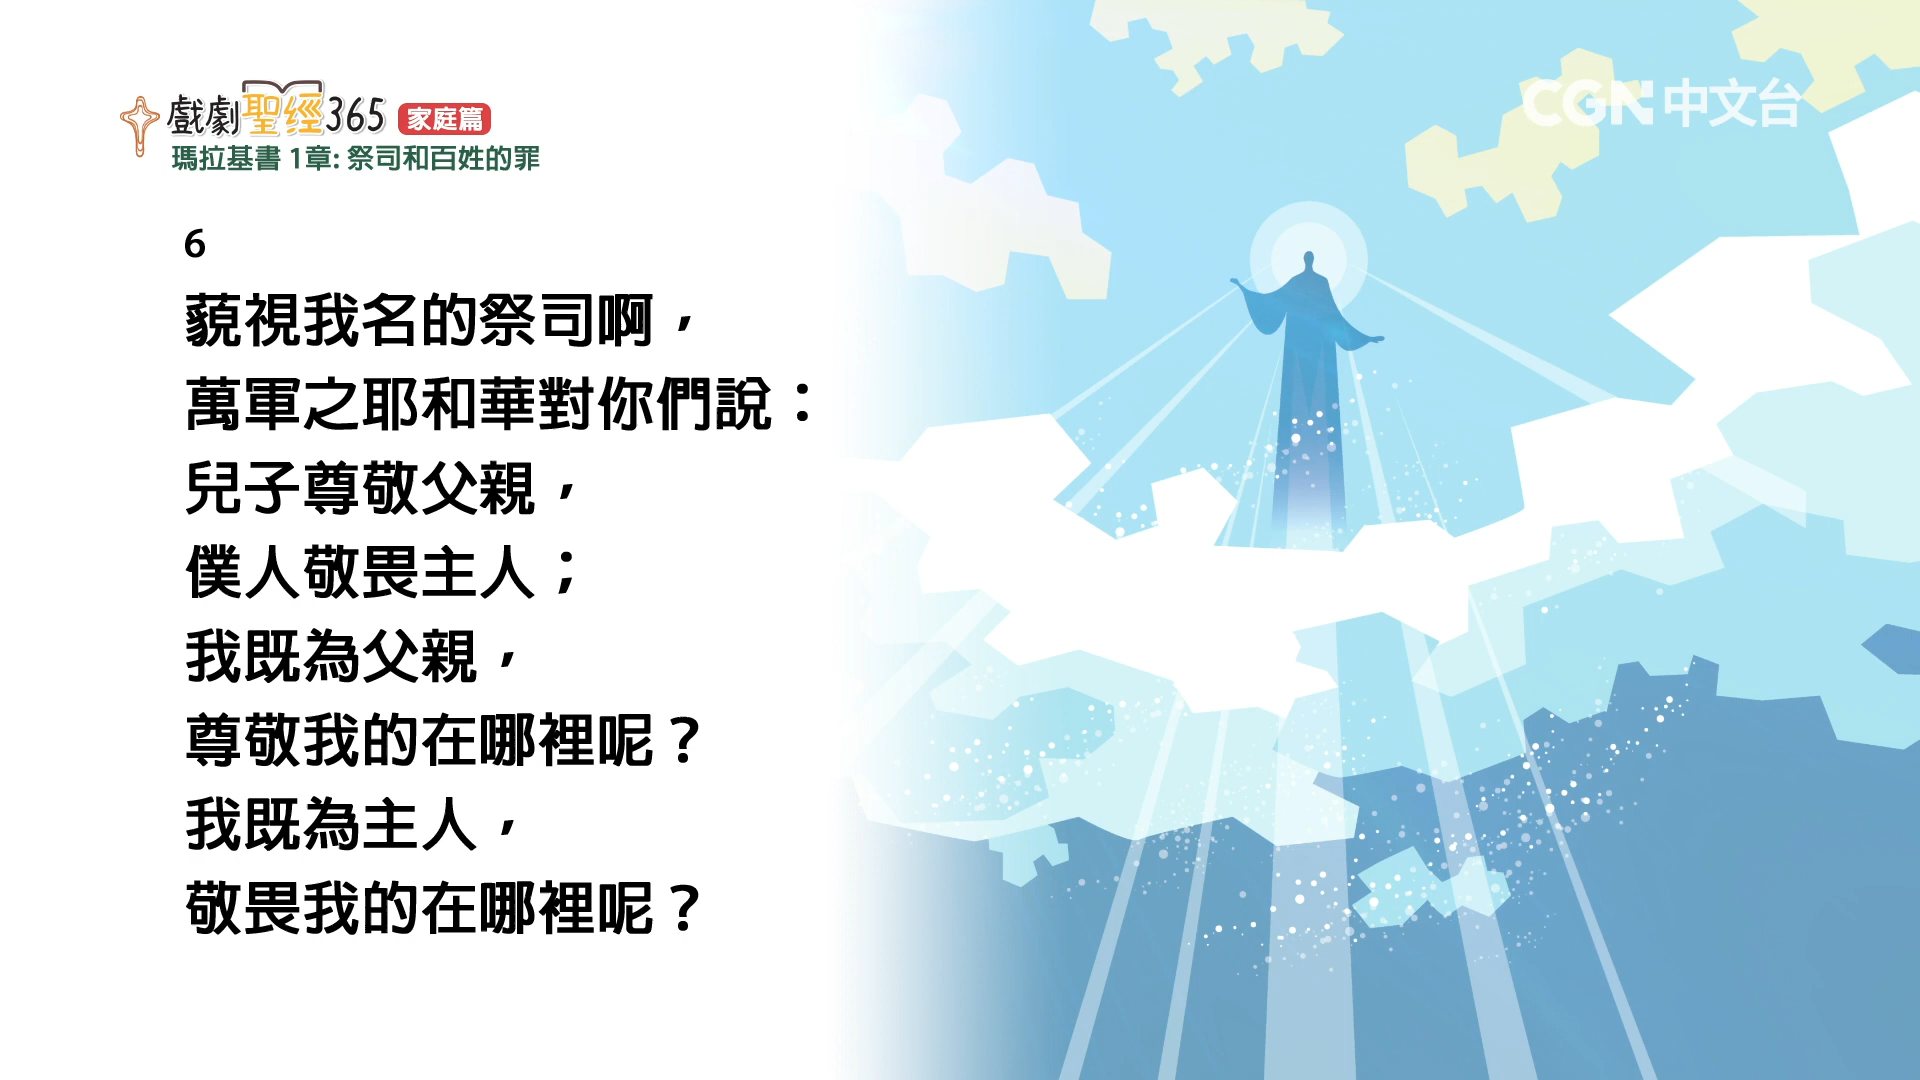 戲劇聖經365 家庭篇
CGN 中文台
瑪拉基書 1章: 祭司和百姓的罪
6
藐視我名的祭司啊，
萬軍之耶和華對你們說：
兒子尊敬父親，
僕人敬畏主人；
我既為父親，
尊敬我的在哪裡呢？
我既為主人，
敬畏我的在哪裡呢？